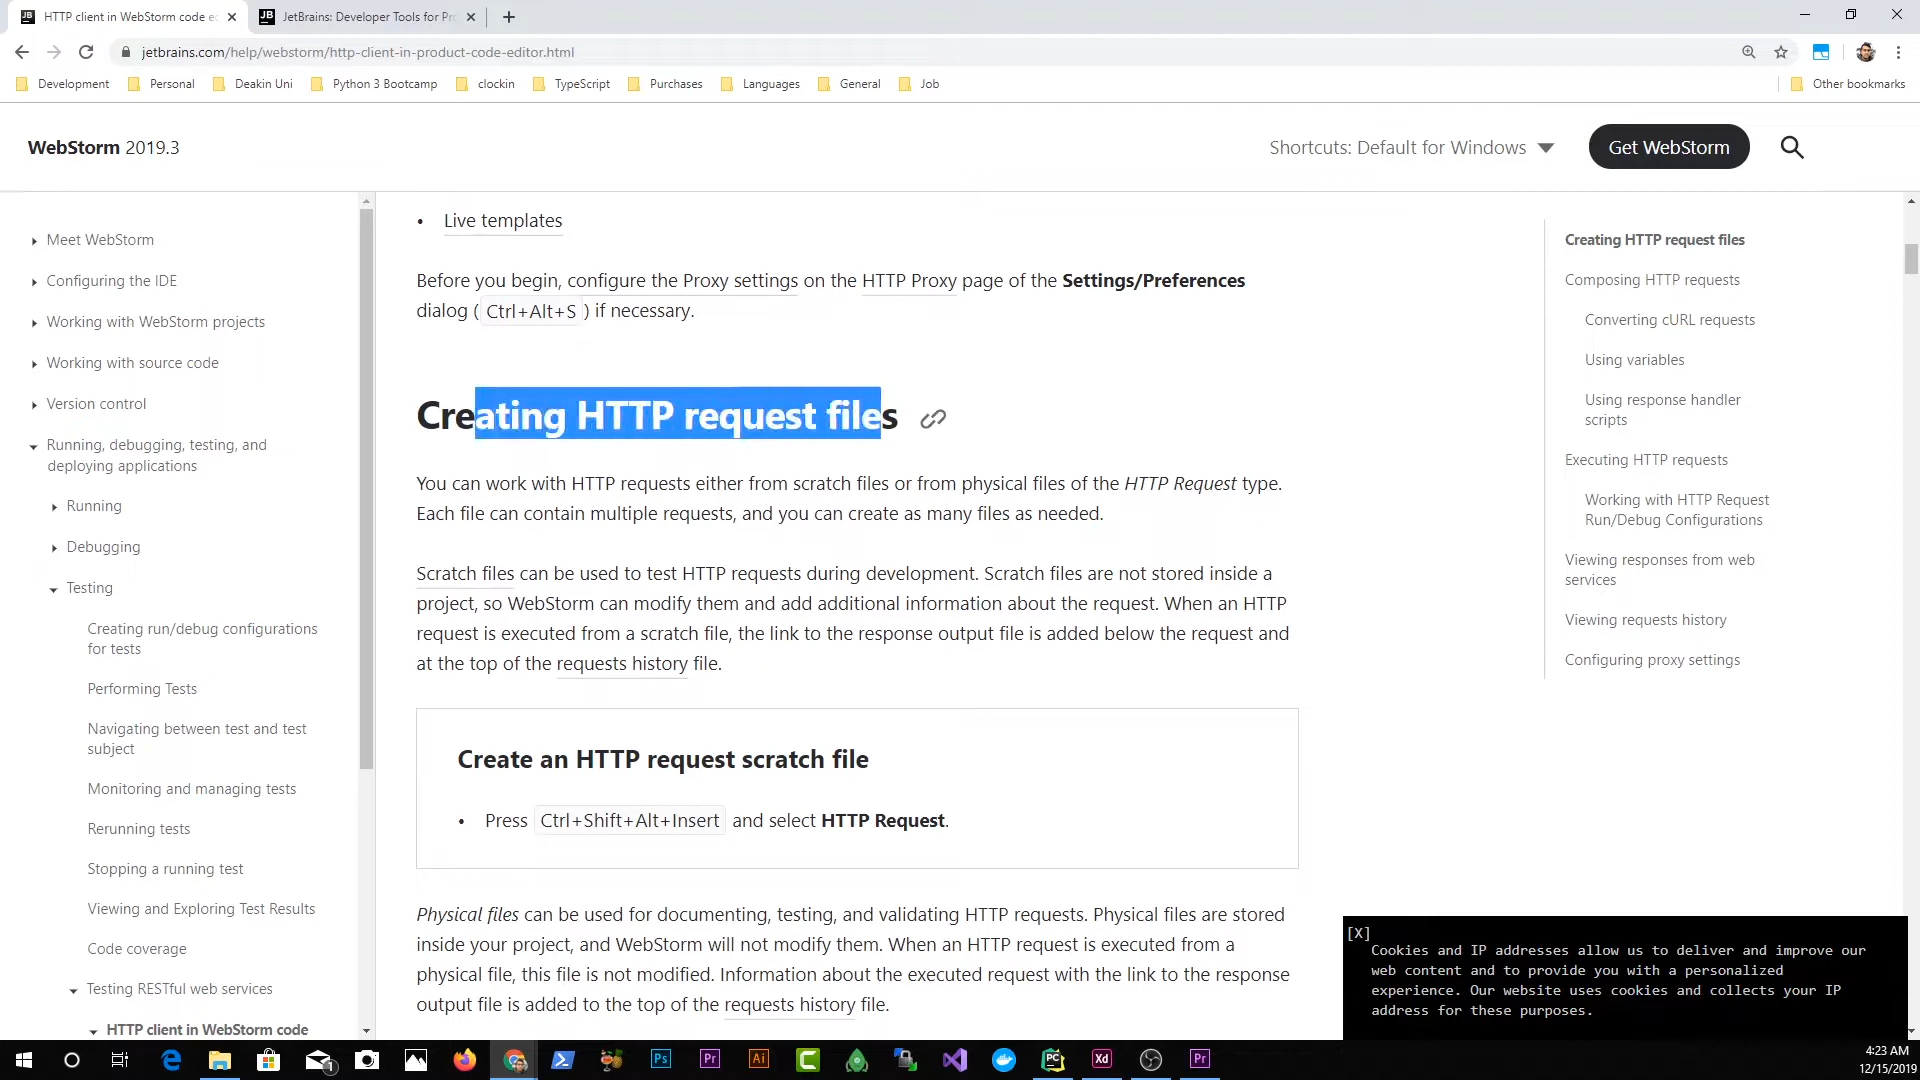 HTTP client in WebStorm code e
JetBrains: Developer Tools for Pr
jetbrains.com/help/webstorm/http-client-in-product-code-editor.html
Development
Personal
Deakin Uni
Python 3 Bootcamp
clockin
TypeScript
Purchases
Languages
General
Job
Other bookmarks
WebStorm 2019.3
Shortcuts: Default for Windows
Get WebStorm
Meet WebStorm
Configuring the IDE
Working with WebStorm projects
Working with source code
Version control
Running, debugging, testing, and
deploying applications
Running
Debugging
Testing
Creating run/debug configurations
for tests
Performing Tests
Navigating between test and test
subject
Monitoring and managing tests
Rerunning tests
Stopping a running test
Viewing and Exploring Test Results
Code coverage
Testing RESTful web services
HTTP client in WebStorm code
• Live templates
Before you begin, configure the Proxy settings on the HTTP Proxy page of the Settings/Preferences
dialog ( Ctrl+Alt+S ) if necessary.
Creating HTTP request files
You can work with HTTP requests either from scratch files or from physical files of the HTTP Request type.
Each file can contain multiple requests, and you can create as many files as needed.
Scratch files can be used to test HTTP requests during development. Scratch files are not stored inside a
project, so WebStorm can modify them and add additional information about the request. When an HTTP
request is executed from a scratch file, the link to the response output file is added below the request and
at the top of the requests history file.
Create an HTTP request scratch file
• Press Ctrl+Shift+Alt+Insert and select HTTP Request.
Physical files can be used for documenting, testing, and validating HTTP requests. Physical files are stored
inside your project, and WebStorm will not modify them. When an HTTP request is executed from a
physical file, this file is not modified. Information about the executed request with the link to the response
output file is added to the top of the requests history file.
Creating HTTP request files
Composing HTTP requests
Converting cURL requests
Using variables
Using response handler
scripts
Executing HTTP requests
Working with HTTP Request
Run/Debug Configurations
Viewing responses from web
services
Viewing requests history
Configuring proxy settings
[X]
Cookies and IP addresses allow us to deliver and improve our
web content and to provide you with a personalized
experience. Our website uses cookies and collects your IP
address for these purposes.
1
Ps
Pr
Ai
C
PC
Xd
Pr
4:23 AM
12/15/2019